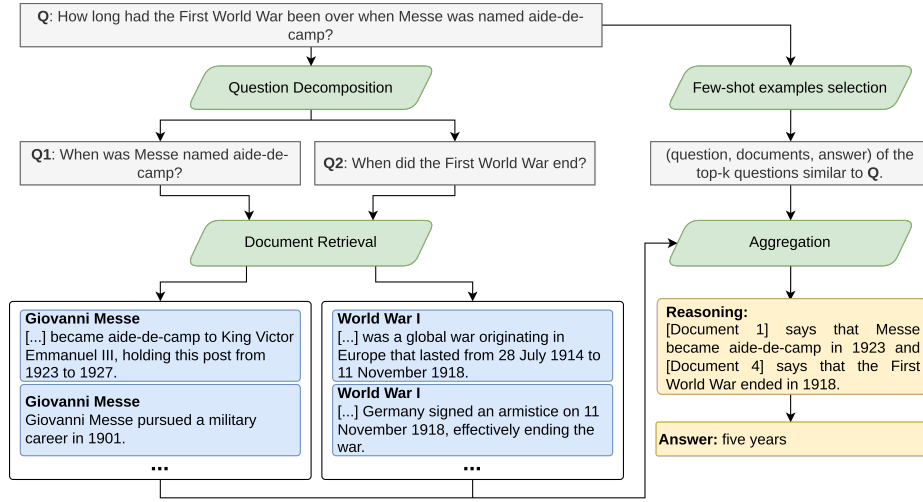 Q: How long had the First World War been over when Messe was named aide-de-
camp?
Question Decomposition
Few-shot examples selection
Q1: When was Messe named aide-de-
camp?
Q2: When did the First World War end?
(question, documents, answer) of the
top-k questions similar to Q.
Document Retrieval
Aggregation
Giovanni Messe
[...] became aide-de-camp to King Victor
Emmanuel III, holding this post from
1923 to 1927.
Giovanni Messe
Giovanni Messe pursued a military
career in 1901.
...
World War I
[...] was a global war originating in
Europe that lasted from 28 July 1914 to
11 November 1918.
World War I
[...] Germany signed an armistice on 11
November 1918, effectively ending the
war.
...
Reasoning:
[Document 1] says that Messe
became aide-de-camp in 1923 and
[Document 4] says that the First
World War ended in 1918.
Answer: five years